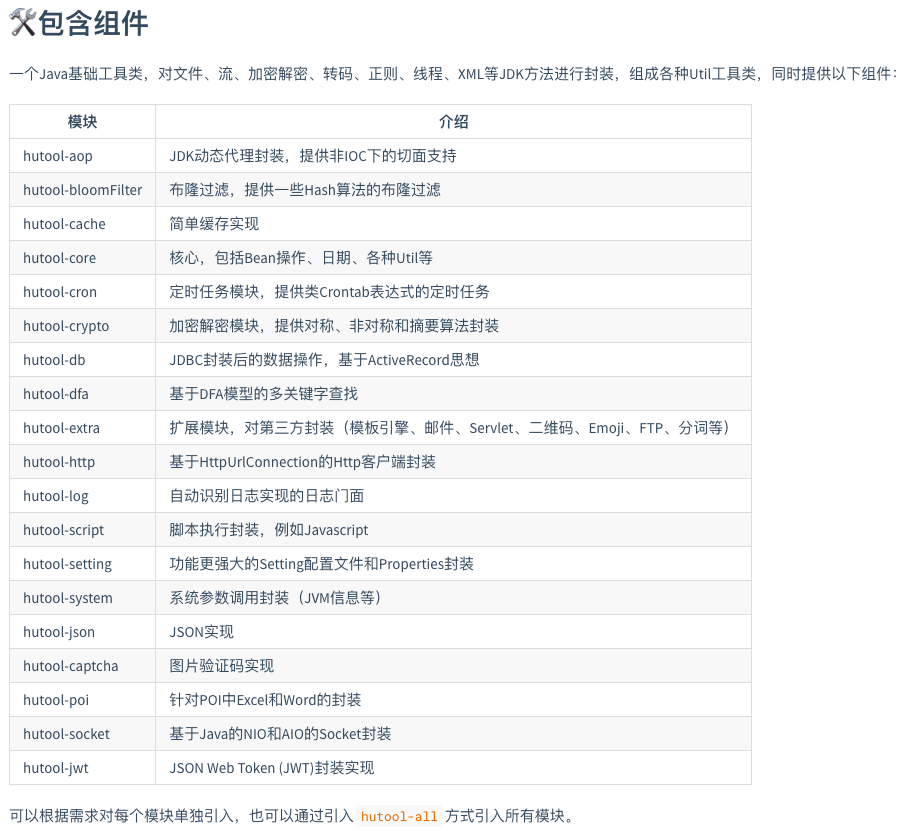 🛠️包含组件
一个Java基础工具类，对文件、流、加密解密、转码、正则、线程、XML等JDK方法进行封装，组成各种Util工具类，同时提供以下组件：
模块 介绍
hutool-aop JDK动态代理封装，提供非IOC下的切面支持
hutool-bloomFilter 布隆过滤，提供一些Hash算法的布隆过滤
hutool-cache 简单缓存实现
hutool-core 核心，包括Bean操作、日期、各种Util等
hutool-cron 定时任务模块，提供类Crontab表达式的定时任务
hutool-crypto 加密解密模块，提供对称、非对称和摘要算法封装
hutool-db JDBC封装后的数据操作，基于ActiveRecord思想
hutool-dfa 基于DFA模型的多关键字查找
hutool-extra 扩展模块，对第三方封装（模板引擎、邮件、Servlet、二维码、Emoji、FTP、分词等）
hutool-http 基于HttpUrlConnection的Http客户端封装
hutool-log 自动识别日志实现的日志门面
hutool-script 脚本执行封装，例如Javascript
hutool-setting 功能更强大的Setting配置文件和Properties封装
hutool-system 系统参数调用封装（JVM信息等）
hutool-json JSON实现
hutool-captcha 图片验证码实现
hutool-poi 针对POI中Excel和Word的封装
hutool-socket 基于Java的NIO和AIO的Socket封装
hutool-jwt JSON Web Token (JWT)封装实现
可以根据需求对每个模块单独引入，也可以通过引入 hutool-all 方式引入所有模块。